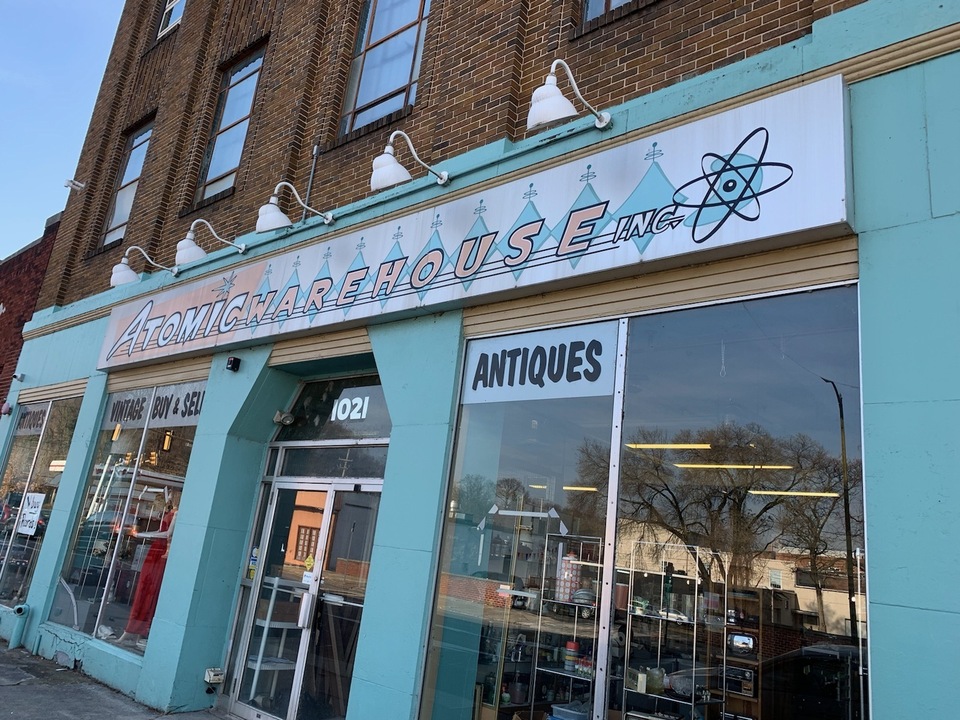 ATOMIC WAREHOUSE INC.
ANTIQUES
VINTAGE BUY & SELL
1021
ANTIQUES